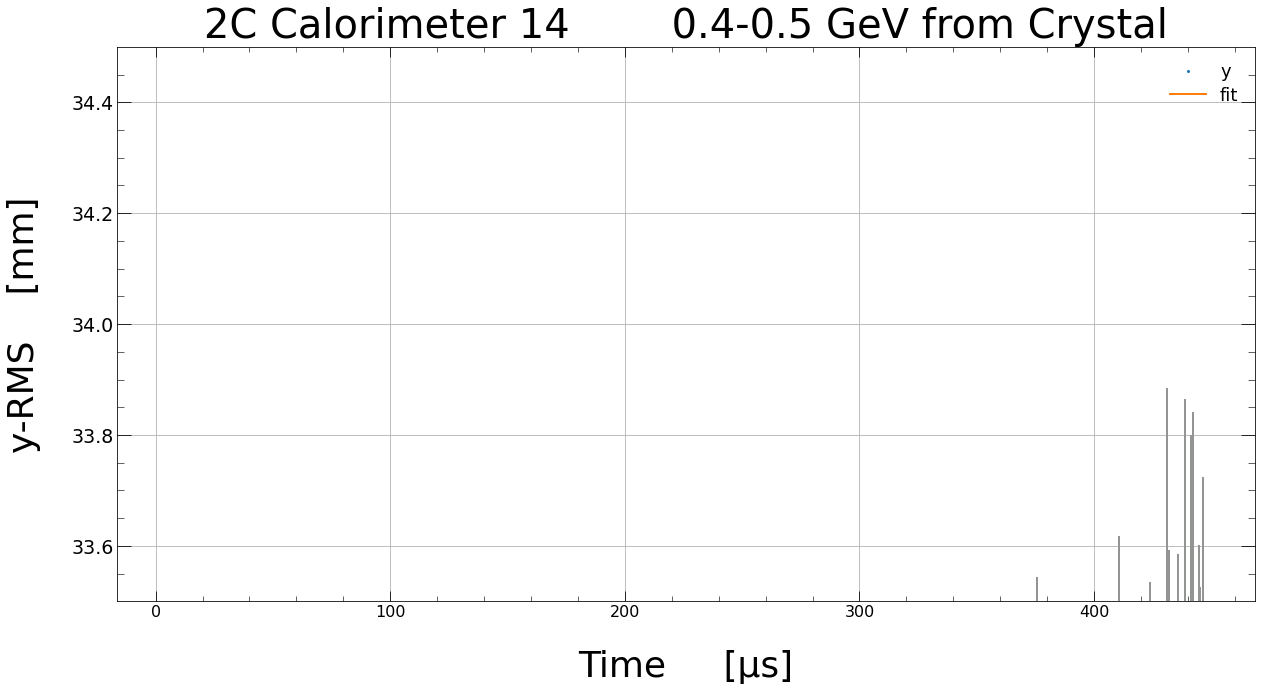 2C Calorimeter 14 0.4-0.5 GeV from Crystal
y
fit
34.4
34.2
34.0
33.8
33.6
y-RMS [mm]
0 100 200 300 400
Time [µs]